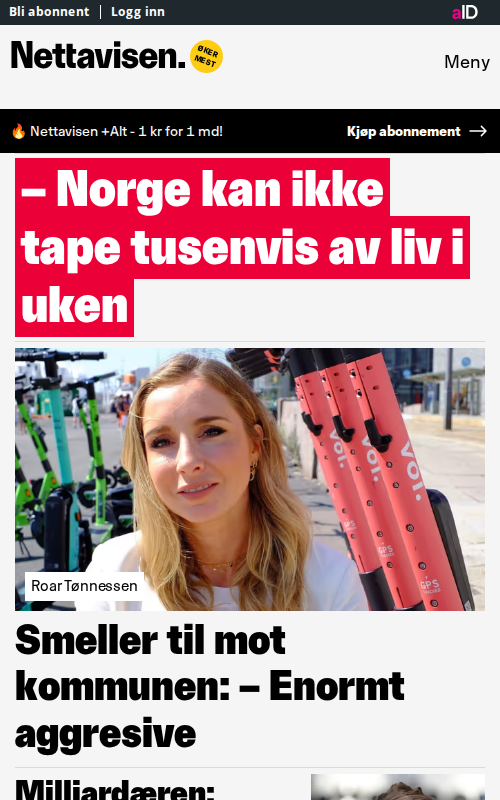 Bli abonnent
Logg inn
aID
Nettavisen.
ØKER
MEST
Meny
Nettavisen +Alt - 1 kr for 1 md!
Kjøp abonnement
– Norge kan ikke
tape tusenvis av liv i
uken
voi.
voi.
voi.
GPS
GPS
GPS
Roar Tønnessen
Smeller til mot
kommunen: – Enormt
aggresive
Milliardæren: